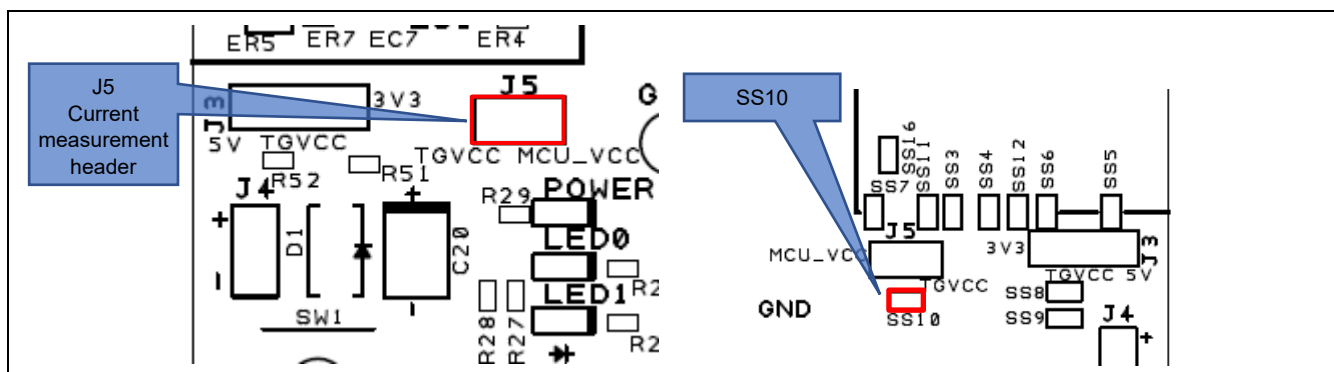 ER5 ER7 EC7 ER4
J5
Current
measurement
header
J3
3V3
5V
TGVCC
J5
G
TGVCC MCU_VCC
R52
R51
J4
+
D1
+
C20
R29
POWER
LED0
LED1
R2
R28
R27
R2
SW1
SS10
SS16
SS7
SS11
SS3
SS4
SS12
SS6
SS5
J5
MCU_VCC
TGVCC
3V3
J3
TGVCC 5V
GND
SS10
SS8
SS9
J4
+